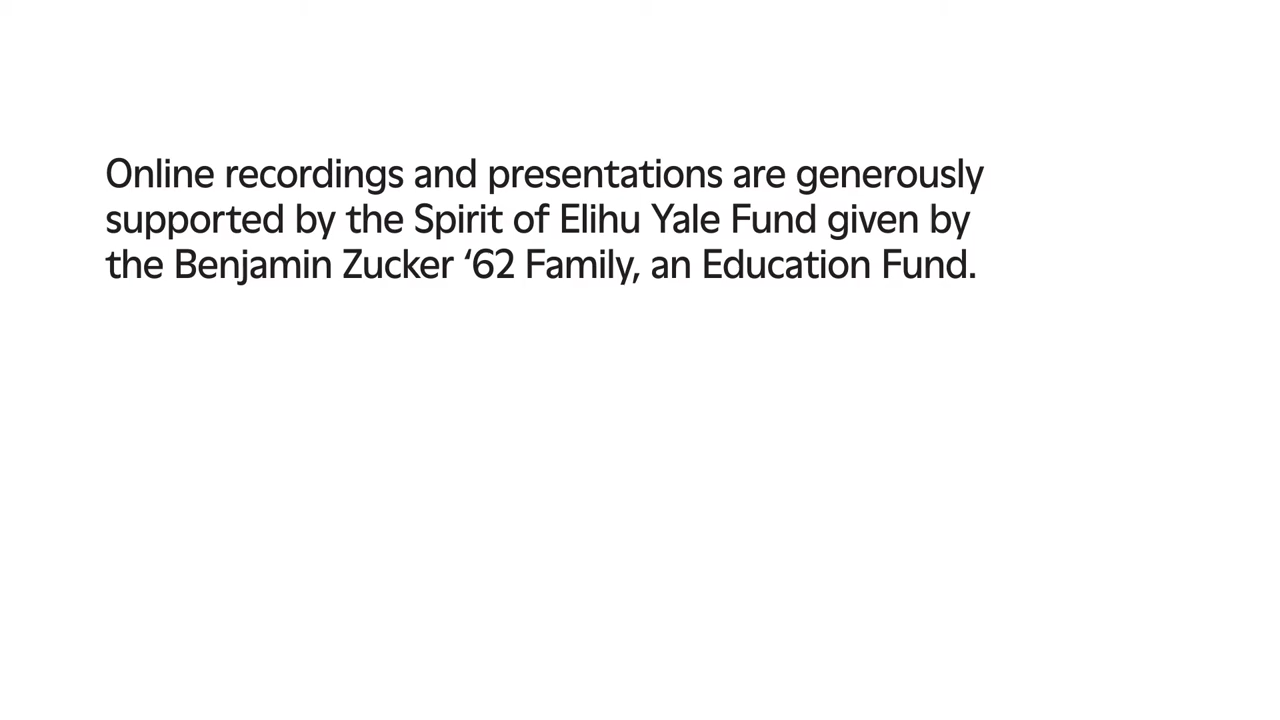 Online recordings and presentations are generously
supported by the Spirit of Elihu Yale Fund given by
the Benjamin Zucker ‘62 Family, an Education Fund.